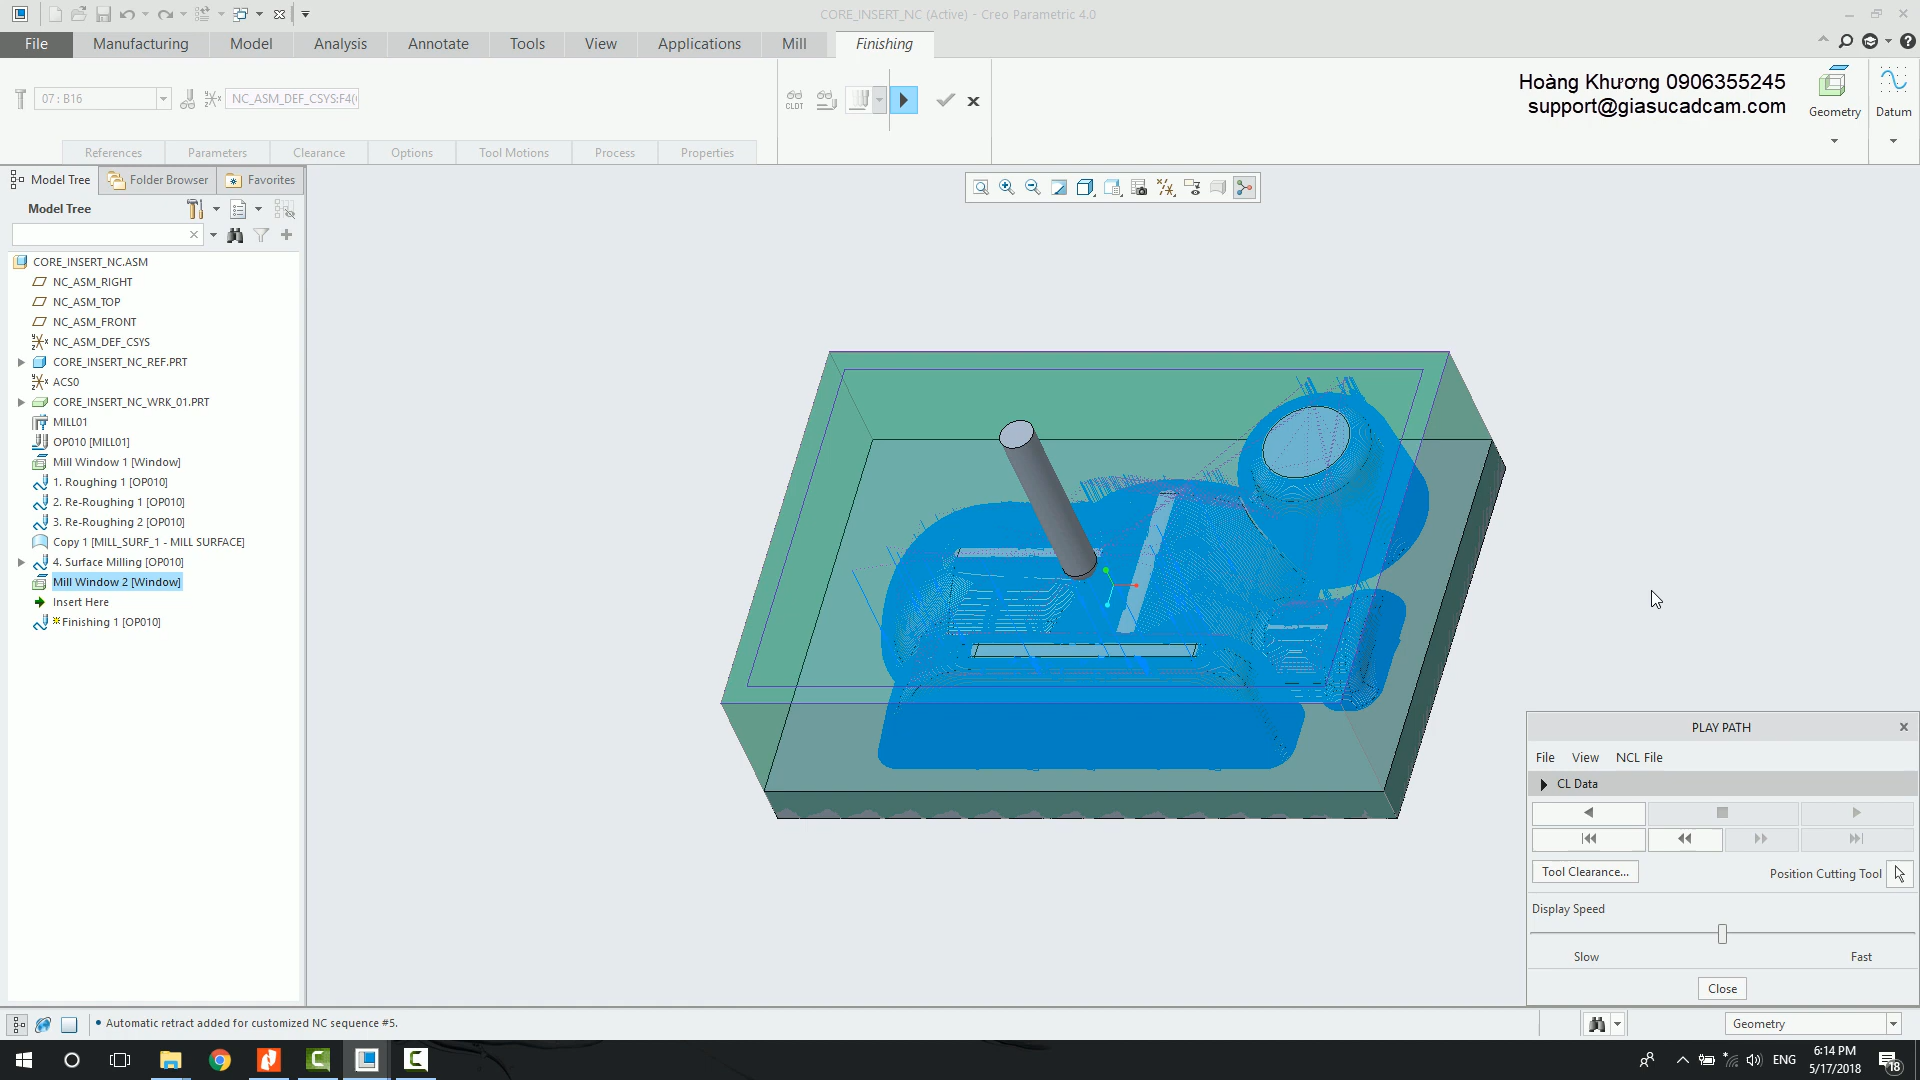 CORE_INSERT_NC (Active) - Creo Parametric 4.0
File
Manufacturing
Model
Analysis
Annotate
Tools
View
Applications
Mill
Finishing
07 : B16
NC_ASM_DEF_CSYS:F4(
CLDT
Hoàng Khương 0906355245
support@giasucadcam.com
Geometry
Datum
References
Parameters
Clearance
Options
Tool Motions
Process
Properties
Model Tree
Folder Browser
Favorites
Model Tree
CORE_INSERT_NC.ASM
NC_ASM_RIGHT
NC_ASM_TOP
NC_ASM_FRONT
NC_ASM_DEF_CSYS
CORE_INSERT_NC_REF.PRT
ACS0
CORE_INSERT_NC_WRK_01.PRT
MILL01
OP010 [MILL01]
Mill Window 1 [Window]
1. Roughing 1 [OP010]
2. Re-Roughing 1 [OP010]
3. Re-Roughing 2 [OP010]
Copy 1 [MILL_SURF_1 - MILL SURFACE]
4. Surface Milling [OP010]
Mill Window 2 [Window]
Insert Here
Finishing 1 [OP010]
PLAY PATH
File
View
NCL File
CL Data
Tool Clearance...
Position Cutting Tool
Display Speed
Slow
Fast
Close
Automatic retract added for customized NC sequence #5.
Geometry
ENG
6:14 PM
5/17/2018
18